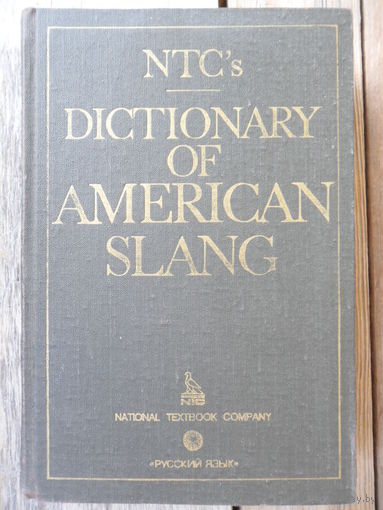 NTC's
DICTIONARY
OF
AMERICAN
SLANG
NTC
NATIONAL TEXTBOOK COMPANY
«РУССКИЙ ЯЗЫК»